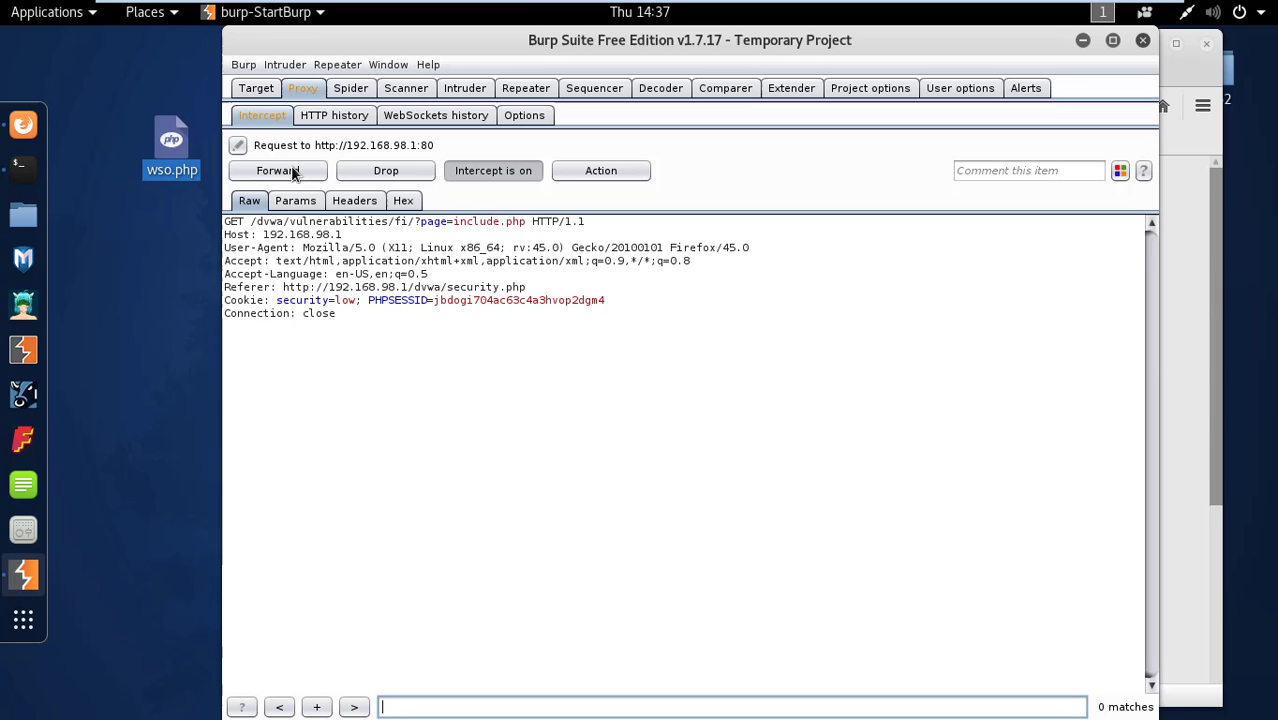 Applications Places burp-StartBurp Thu 14:37 1
Burp Suite Free Edition v1.7.17 - Temporary Project
Burp Intruder Repeater Window Help
Target Proxy Spider Scanner Intruder Repeater Sequencer Decoder Comparer Extender Project options User options Alerts
2
Intercept HTTP history WebSockets history Options
php
wso.php
Request to http://192.168.98.1:80
Forward Drop Intercept is on Action Comment this item ?
Raw Params Headers Hex
GET /dvwa/vulnerabilities/fi/?page=include.php HTTP/1.1
Host: 192.168.98.1
User-Agent: Mozilla/5.0 (X11; Linux x86_64; rv:45.0) Gecko/20100101 Firefox/45.0
Accept: text/html,application/xhtml+xml,application/xml;q=0.9,*/*;q=0.8
Accept-Language: en-US,en;q=0.5
Referer: http://192.168.98.1/dvwa/security.php
Cookie: security=low; PHPSESSID=jbdogi704ac63c4a3hvop2dgm4
Connection: close
? < + > 0 matches